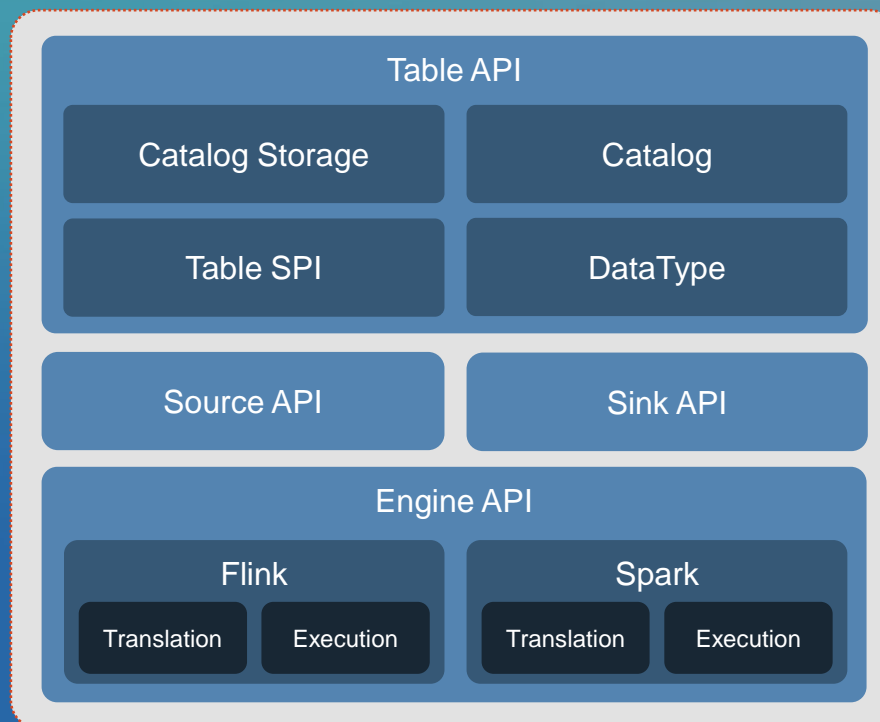 Table API
Catalog Storage
Catalog
Table SPI
DataType
Source API
Sink API
Engine API
Flink
Spark
Translation
Execution
Translation
Execution